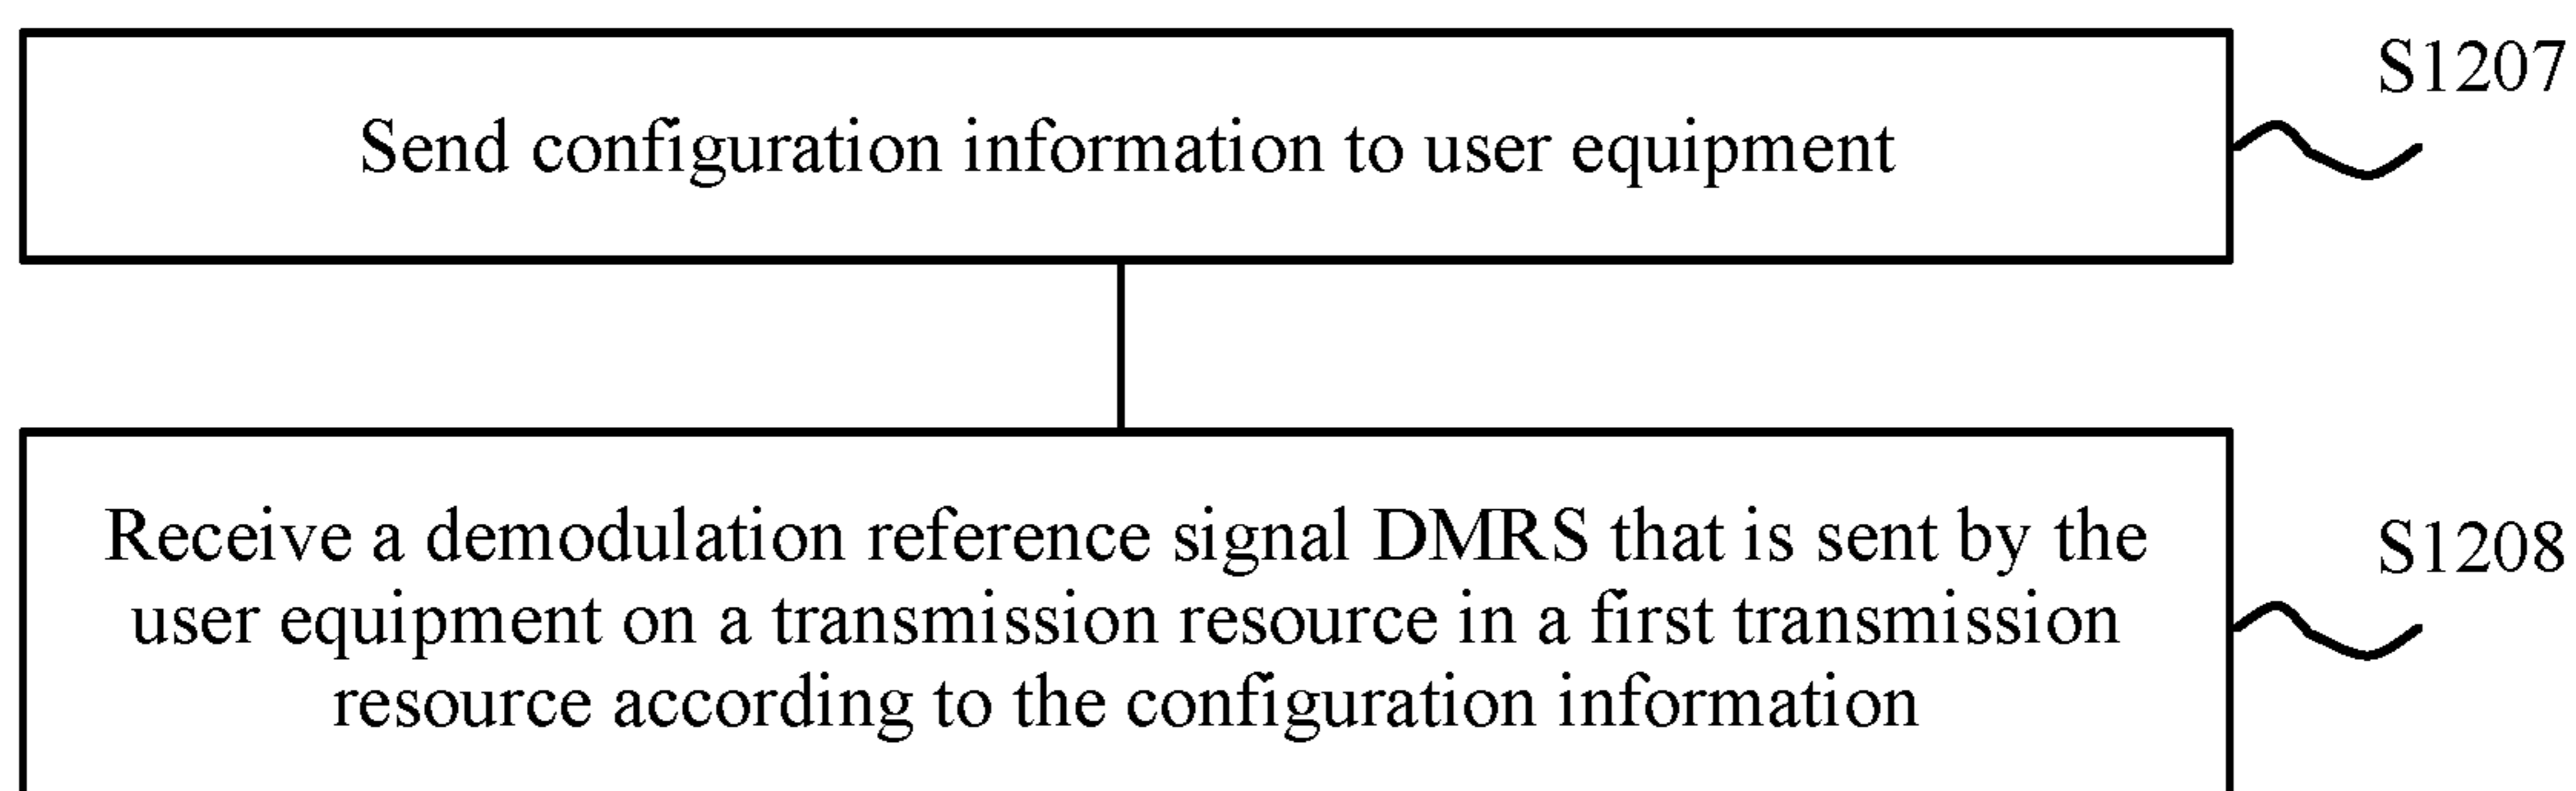 S1207
Send configuration information to user equipment
Receive a demodulation reference signal DMRS that is sent by the
S1208
user equipment on a transmission resource in a first transmission
resource according to the configuration information